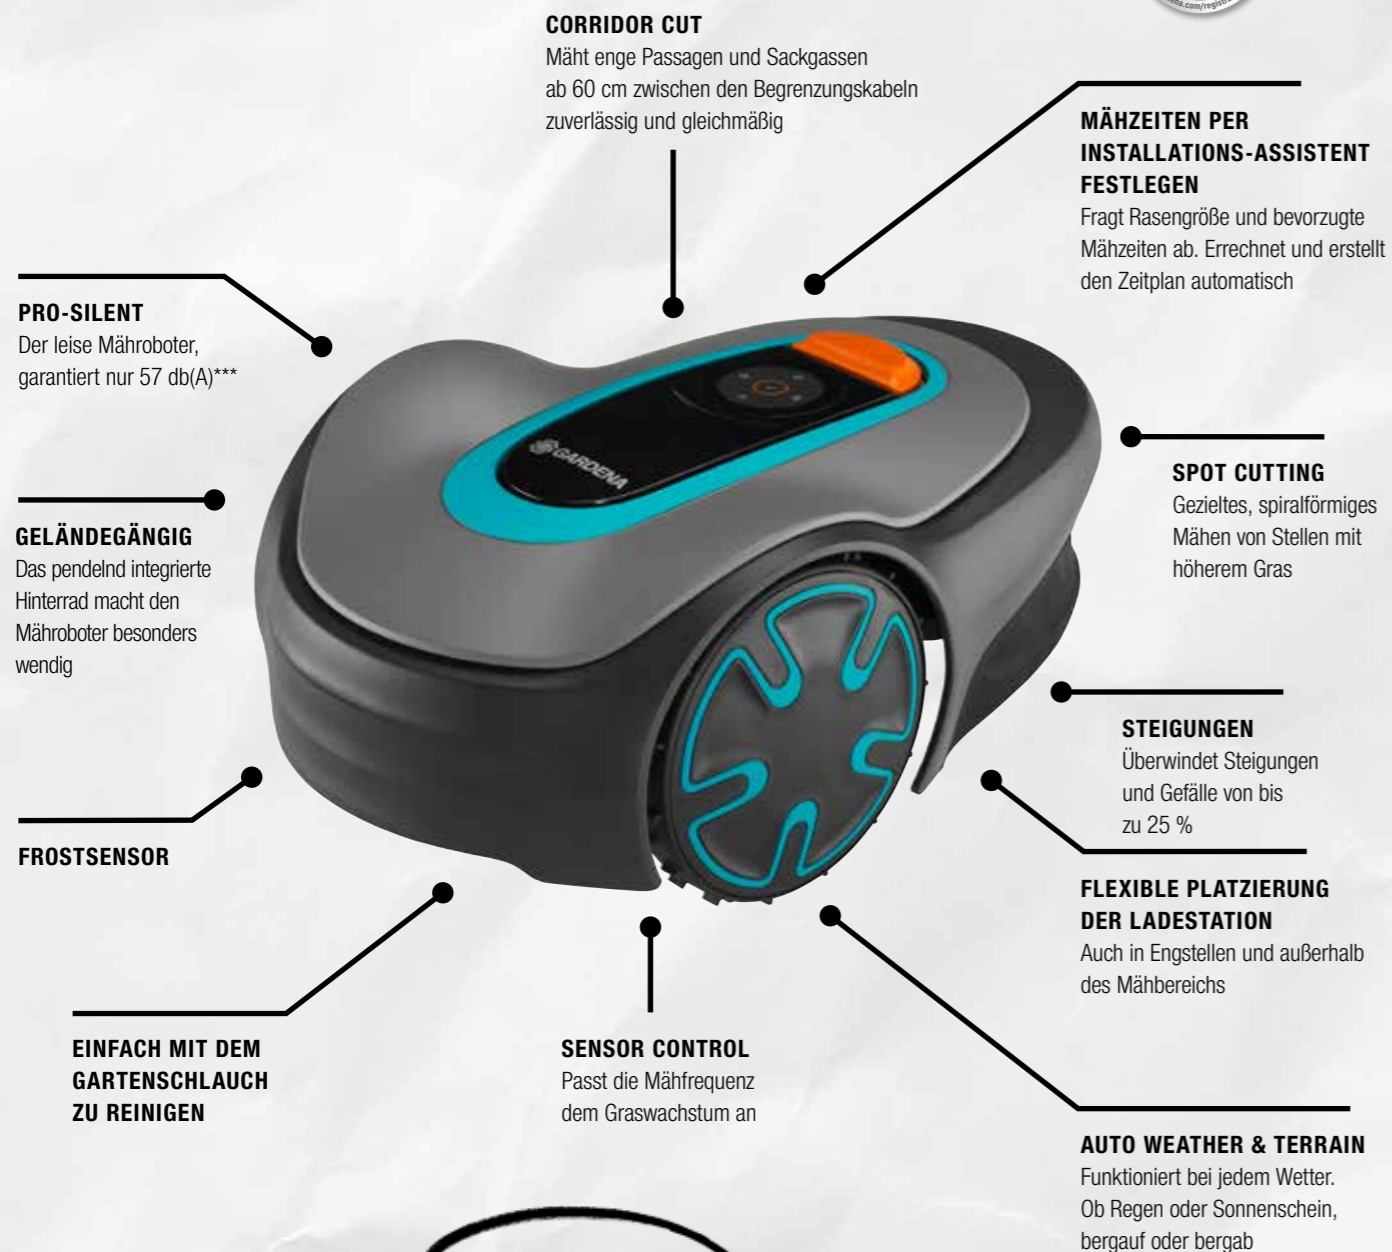 ena.com/registr
CORRIDOR CUT
Mäht enge Passagen und Sackgassen
ab 60 cm zwischen den Begrenzungskabeln
zuverlässig und gleichmäßig
MÄHZEITEN PER
INSTALLATIONS-ASSISTENT
FESTLEGEN
Fragt Rasengröße und bevorzugte
Mähzeiten ab. Errechnet und erstellt
den Zeitplan automatisch
PRO-SILENT
Der leise Mähroboter,
garantiert nur 57 db(A)***
GARDENA
SPOT CUTTING
Gezieltes, spiralförmiges
Mähen von Stellen mit
höherem Gras
GELÄNDEGÄNGIG
Das pendelnd integrierte
Hinterrad macht den
Mähroboter besonders
wendig
STEIGUNGEN
Überwindet Steigungen
und Gefälle von bis
zu 25 %
FROSTSENSOR
FLEXIBLE PLATZIERUNG
DER LADESTATION
Auch in Engstellen und außerhalb
des Mähbereichs
EINFACH MIT DEM
GARTENSCHLAUCH
ZU REINIGEN
SENSOR CONTROL
Passt die Mähfrequenz
dem Graswachstum an
AUTO WEATHER & TERRAIN
Funktioniert bei jedem Wetter.
Ob Regen oder Sonnenschein,
bergauf oder bergab